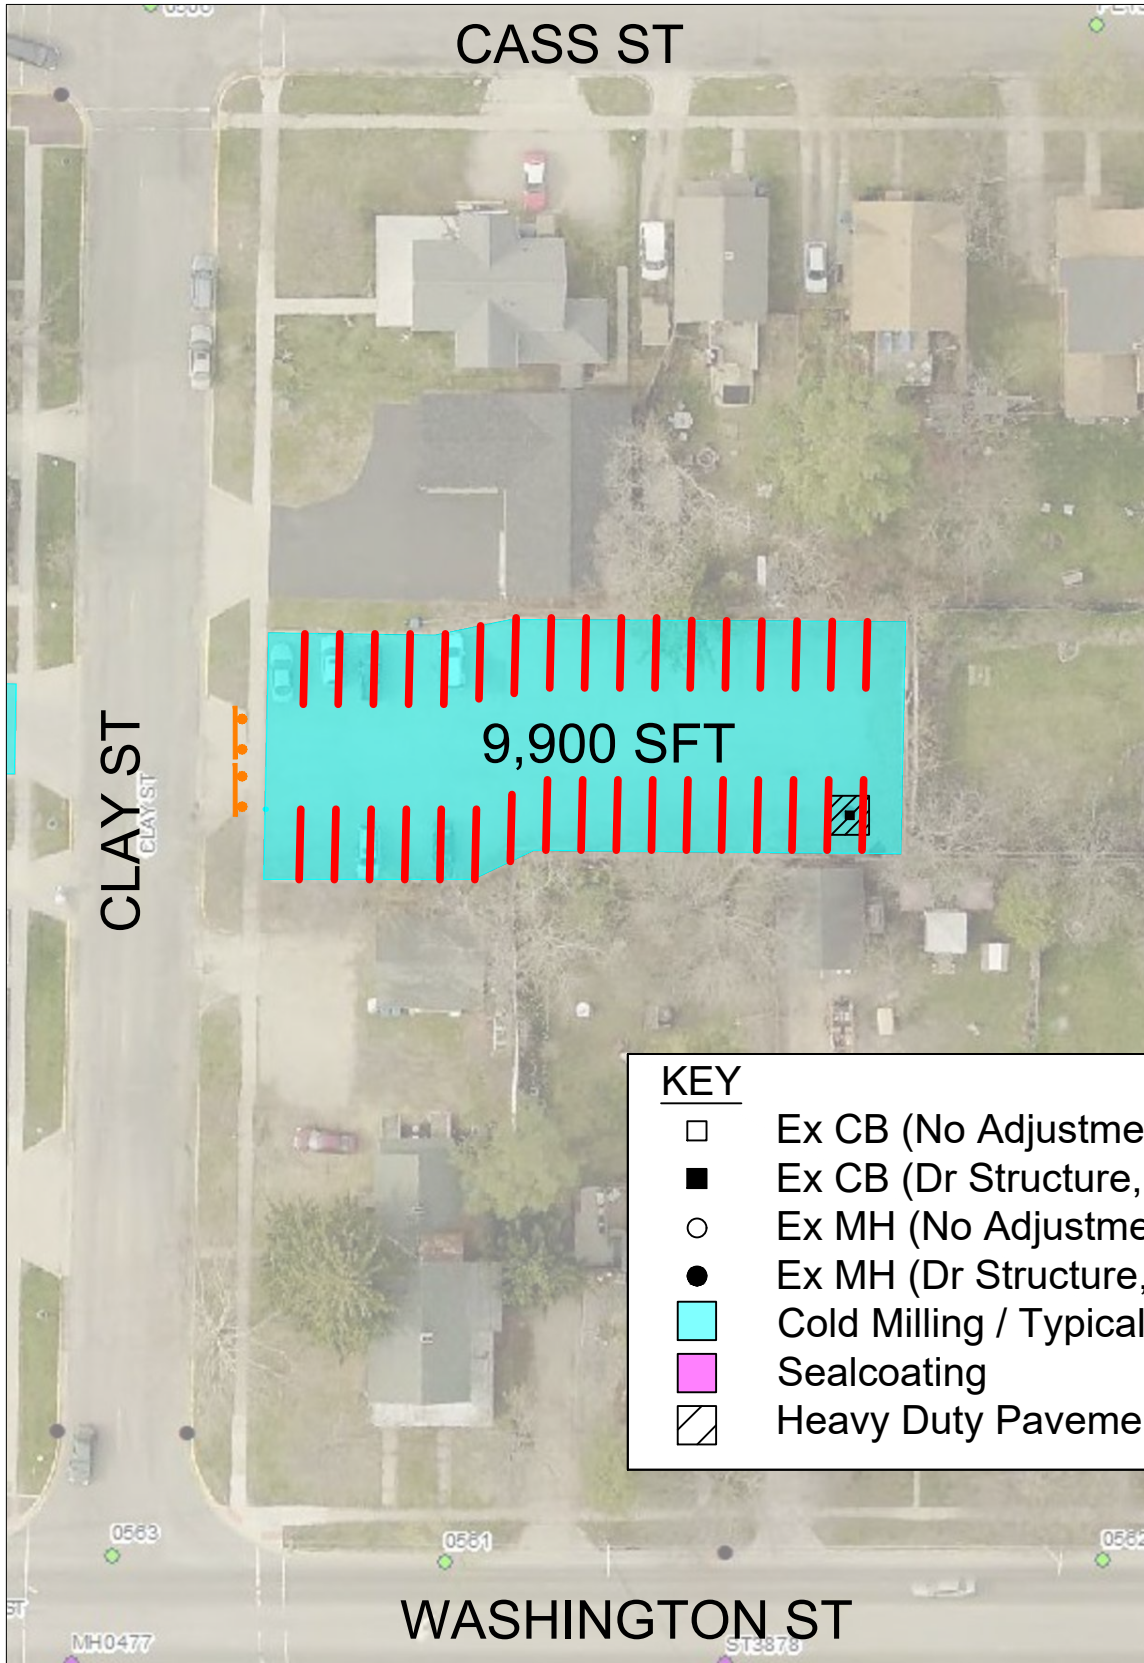 CASS ST
9,900 SFT
CLAY ST
CLAY ST
KEY
Ex CB (No Adjustme
Ex CB (Dr Structure,
Ex MH (No Adjustme
Ex MH (Dr Structure,
Cold Milling / Typical
Sealcoating
Heavy Duty Paveme
0563
0561
0562
WASHINGTON ST
ST
MH0477
ST3878